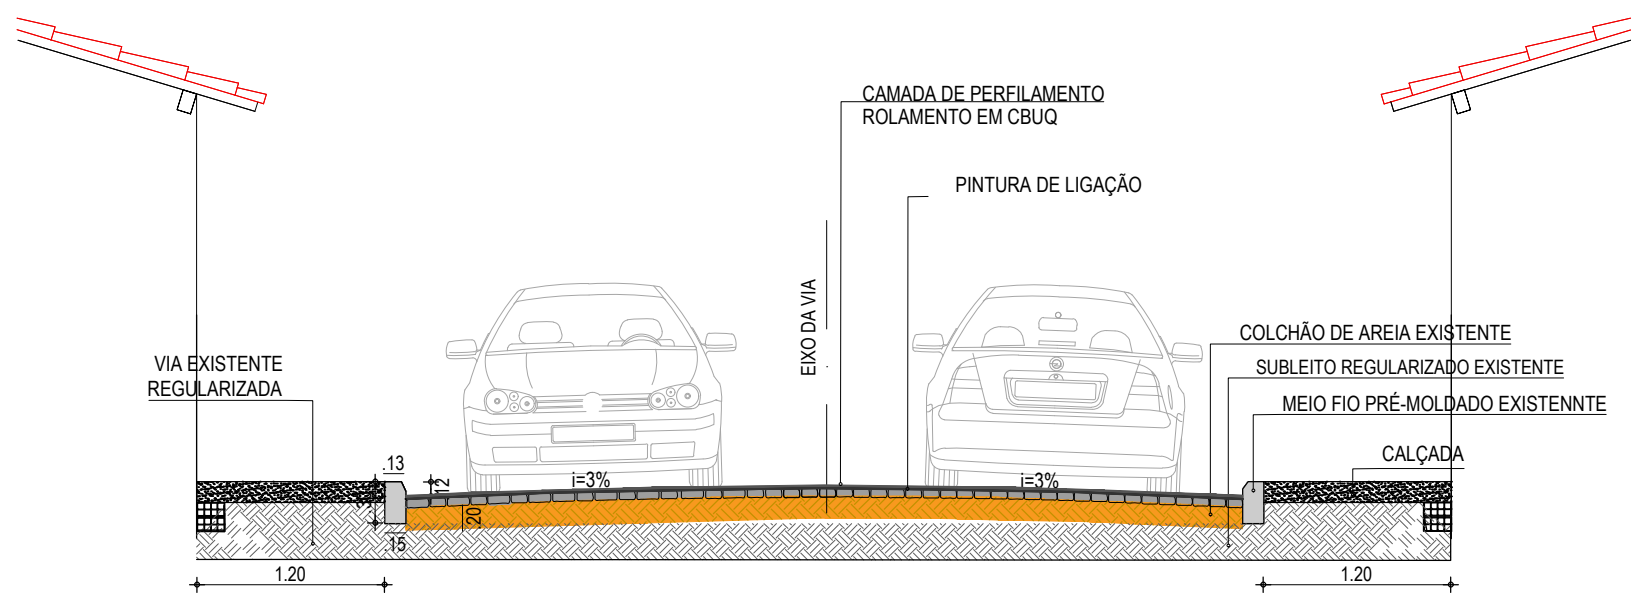 CAMADA DE PERFILAMENTO
ROLAMENTO EM CBUQ
PINTURA DE LIGAÇÃO
EIXO DA VIA
COLCHÃO DE AREIA EXISTENTE
VIA EXISTENTE
REGULARIZADA
SUBLEITO REGULARIZADO EXISTENTE
MEIO FIO PRÉ-MOLDADO EXISTENNTE
CALÇADA
.13
12
i=3%
i=3%
20
.15
1.20
1.20